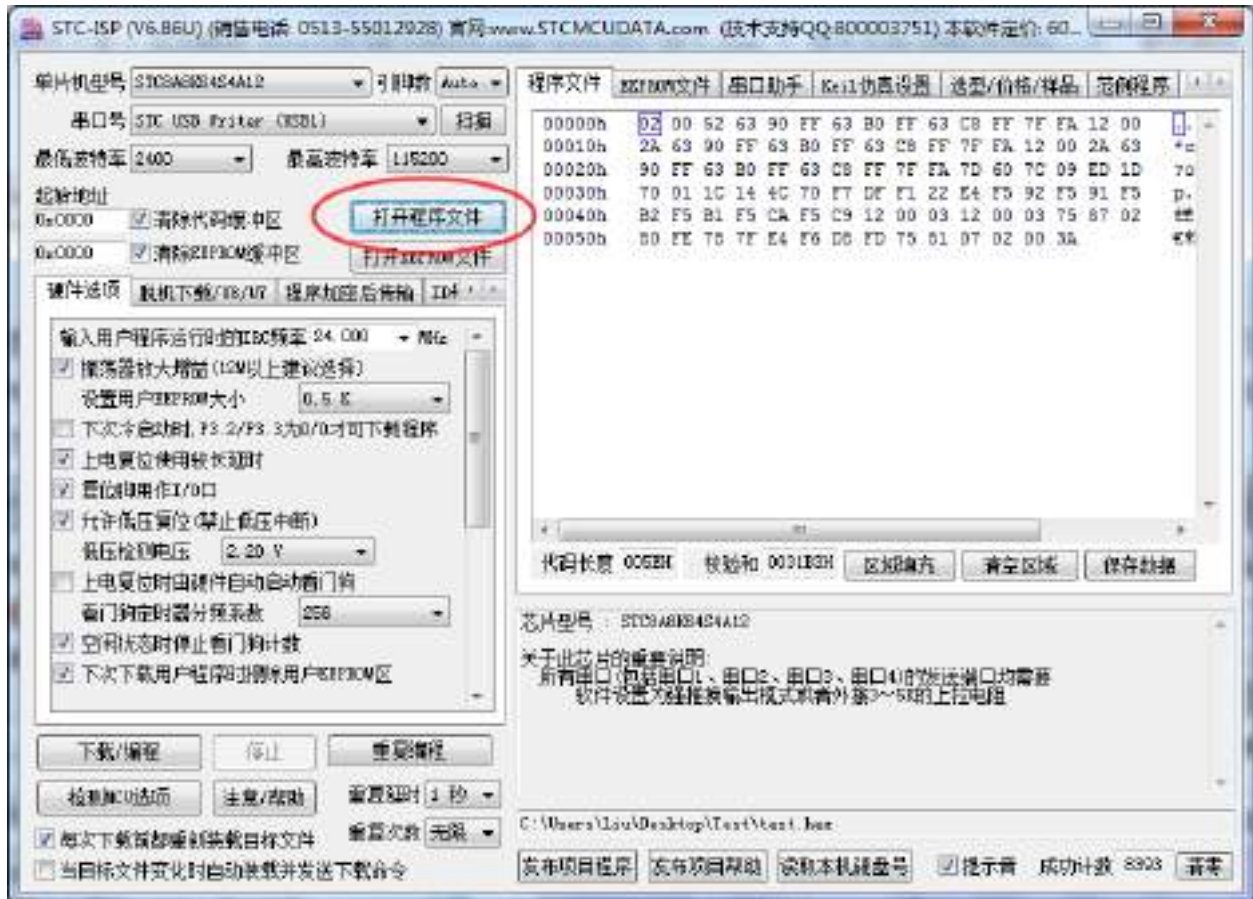 STC-ISP (V6.86U) (销售电话: 0513-55012928) 官网:www.STCMCUDATA.com (技术支持QQ:800003751) 本软件定价: 60...
单片机型号 STC8A8K64S4A12 引脚数 Auto
串口号 STC USB Writer (USB1) 扫描
最低波特率 2400 最高波特率 115200
起始地址
0x0000 清除代码缓冲区 打开程序文件
0x0000 清除EEPROM缓冲区 打开EEPROM文件
硬件选项 脱机下载/U8/U7 程序加密后传输 ID号
输入用户程序运行时的IRC频率 24.000 MHz
振荡器放大增益(12M以上建议选择)
设置用户EEPROM大小 0.5 K
下次冷启动时,P3.2/P3.3为0/0才可下载程序
上电复位使用较长延时
复位脚用作I/O口
允许低压复位(禁止低压中断)
低压检测电压 2.20 V
上电复位时由硬件自动启动看门狗
看门狗定时器分频系数 256
空闲状态时停止看门狗计数
下次下载用户程序时擦除用户EEPROM区
下载/编程 停止 重复编程
检测MCU选项 注意/帮助 重复延时 1 秒
每次下载前都重新装载目标文件 重复次数 无限
当目标文件变化时自动装载并发送下载命令
程序文件 EEPROM文件 串口助手 Keil仿真设置 选型/价格/样品 范例程序
00000h 02 00 52 63 90 FF 63 B0 FF 63 C8 FF 7F FA 12 00
00010h 2A 63 90 FF 63 B0 FF 63 C8 FF 7F FA 12 00 2A 63
00020h 90 FF 63 B0 FF 63 C8 FF 7F FA 7D 60 7C 09 ED 1D
00030h 70 01 1C 14 4C 70 F7 DF F1 22 E4 F5 92 F5 91 F5
00040h B2 F5 B1 F5 CA F5 C9 12 00 03 12 00 03 75 87 02
00050h 80 FE 78 7F E4 F6 D8 FD 75 81 07 02 00 3A
代码长度 005EH 校验和 0031B3H 区域填充 清空区域 保存数据
芯片型号 : STC8A8K64S4A12
关于此芯片的重要说明:
所有串口(包括串口1、串口2、串口3、串口4)的发送端口均需要
软件设置为强推挽输出模式或者外接3~5K的上拉电阻
C:\Users\Liu\Desktop\Test\test.hex
发布项目程序 发布项目帮助 读取本机硬盘号 提示音 成功计数 8393 清零